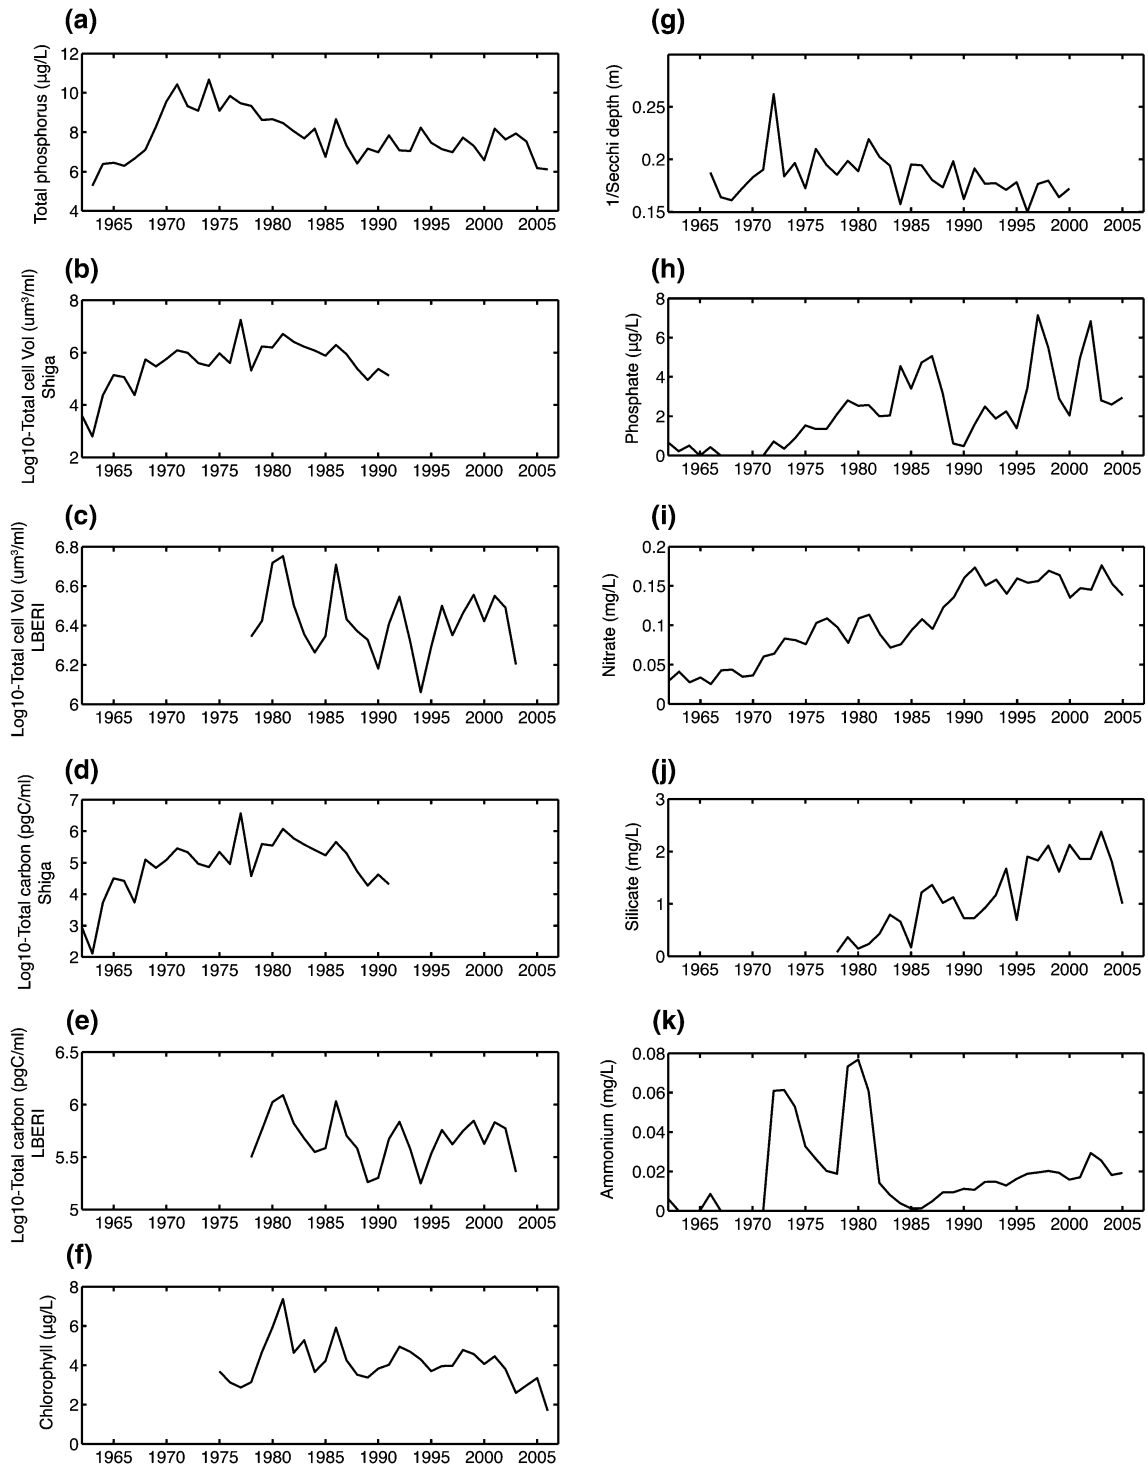 (a)
Total phosphorus (µg/L)
12
10
8
6
4
1965 1970 1975 1980 1985 1990 1995 2000 2005
(b)
Log10-Total cell Vol (um³/ml)
Shiga
8
6
4
2
1965 1970 1975 1980 1985 1990 1995 2000 2005
(c)
Log10-Total cell Vol (um³/ml)
LBERI
6.8
6.6
6.4
6.2
6
1965 1970 1975 1980 1985 1990 1995 2000 2005
(d)
Log10-Total carbon (pgC/ml)
Shiga
7
6
5
4
3
2
1965 1970 1975 1980 1985 1990 1995 2000 2005
(e)
Log10-Total carbon (pgC/ml)
LBERI
6.5
6
5.5
5
1965 1970 1975 1980 1985 1990 1995 2000 2005
(f)
Chlorophyll (µg/L)
8
6
4
2
0
1965 1970 1975 1980 1985 1990 1995 2000 2005
(g)
1/Secchi depth (m)
0.25
0.2
0.15
1965 1970 1975 1980 1985 1990 1995 2000 2005
(h)
Phosphate (µg/L)
8
6
4
2
0
1965 1970 1975 1980 1985 1990 1995 2000 2005
(i)
Nitrate (mg/L)
0.2
0.15
0.1
0.05
0
1965 1970 1975 1980 1985 1990 1995 2000 2005
(j)
Silicate (mg/L)
3
2
1
0
1965 1970 1975 1980 1985 1990 1995 2000 2005
(k)
Ammonium (mg/L)
0.08
0.06
0.04
0.02
0
1965 1970 1975 1980 1985 1990 1995 2000 2005